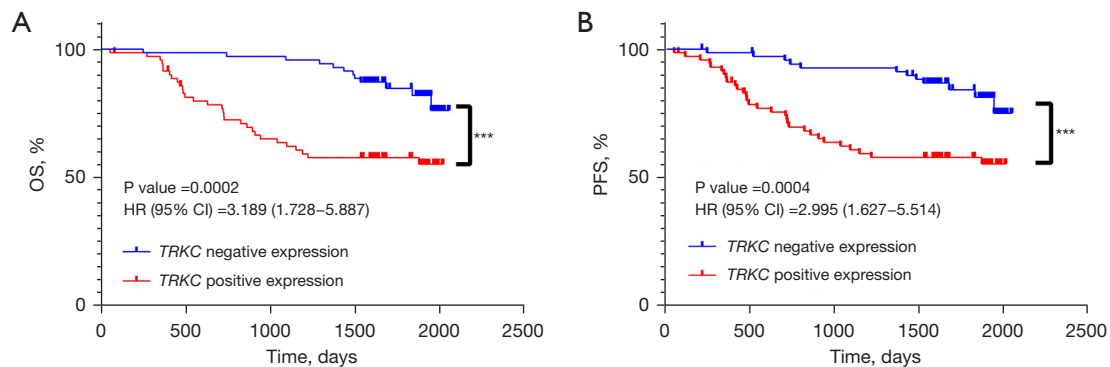 A
OS, %
100
50
0
P value =0.0002
HR (95% CI) =3.189 (1.728–5.887)
TRKC negative expression
TRKC positive expression
***
0 500 1000 1500 2000 2500
Time, days
B
PFS, %
100
50
0
P value =0.0004
HR (95% CI) =2.995 (1.627–5.514)
TRKC negative expression
TRKC positive expression
***
0 500 1000 1500 2000 2500
Time, days